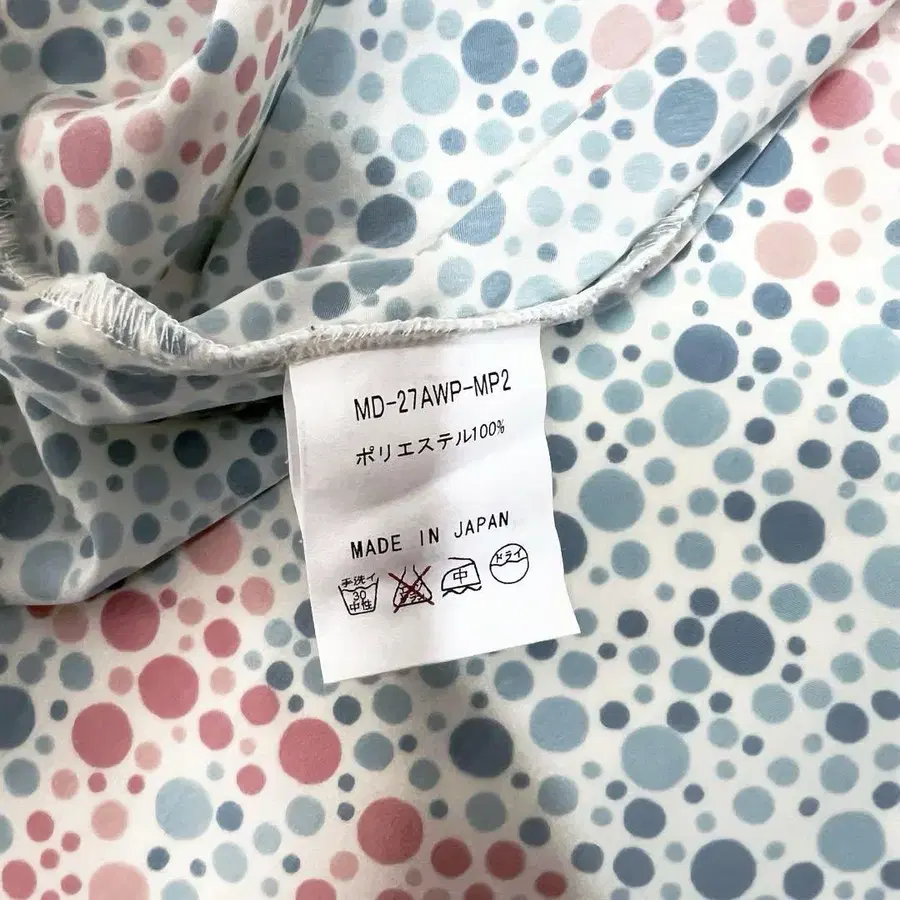 MD-27AWP-MP2
ポリエステル100%
MADE IN JAPAN
手洗イ
30
中性
中
ドライ